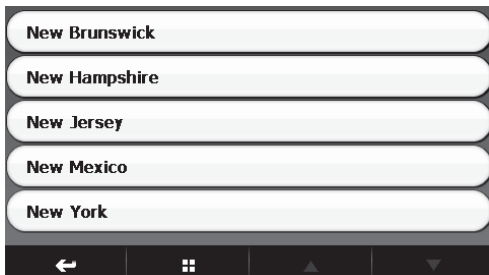 New Brunswick
New Hampshire
New Jersey
New Mexico
New York